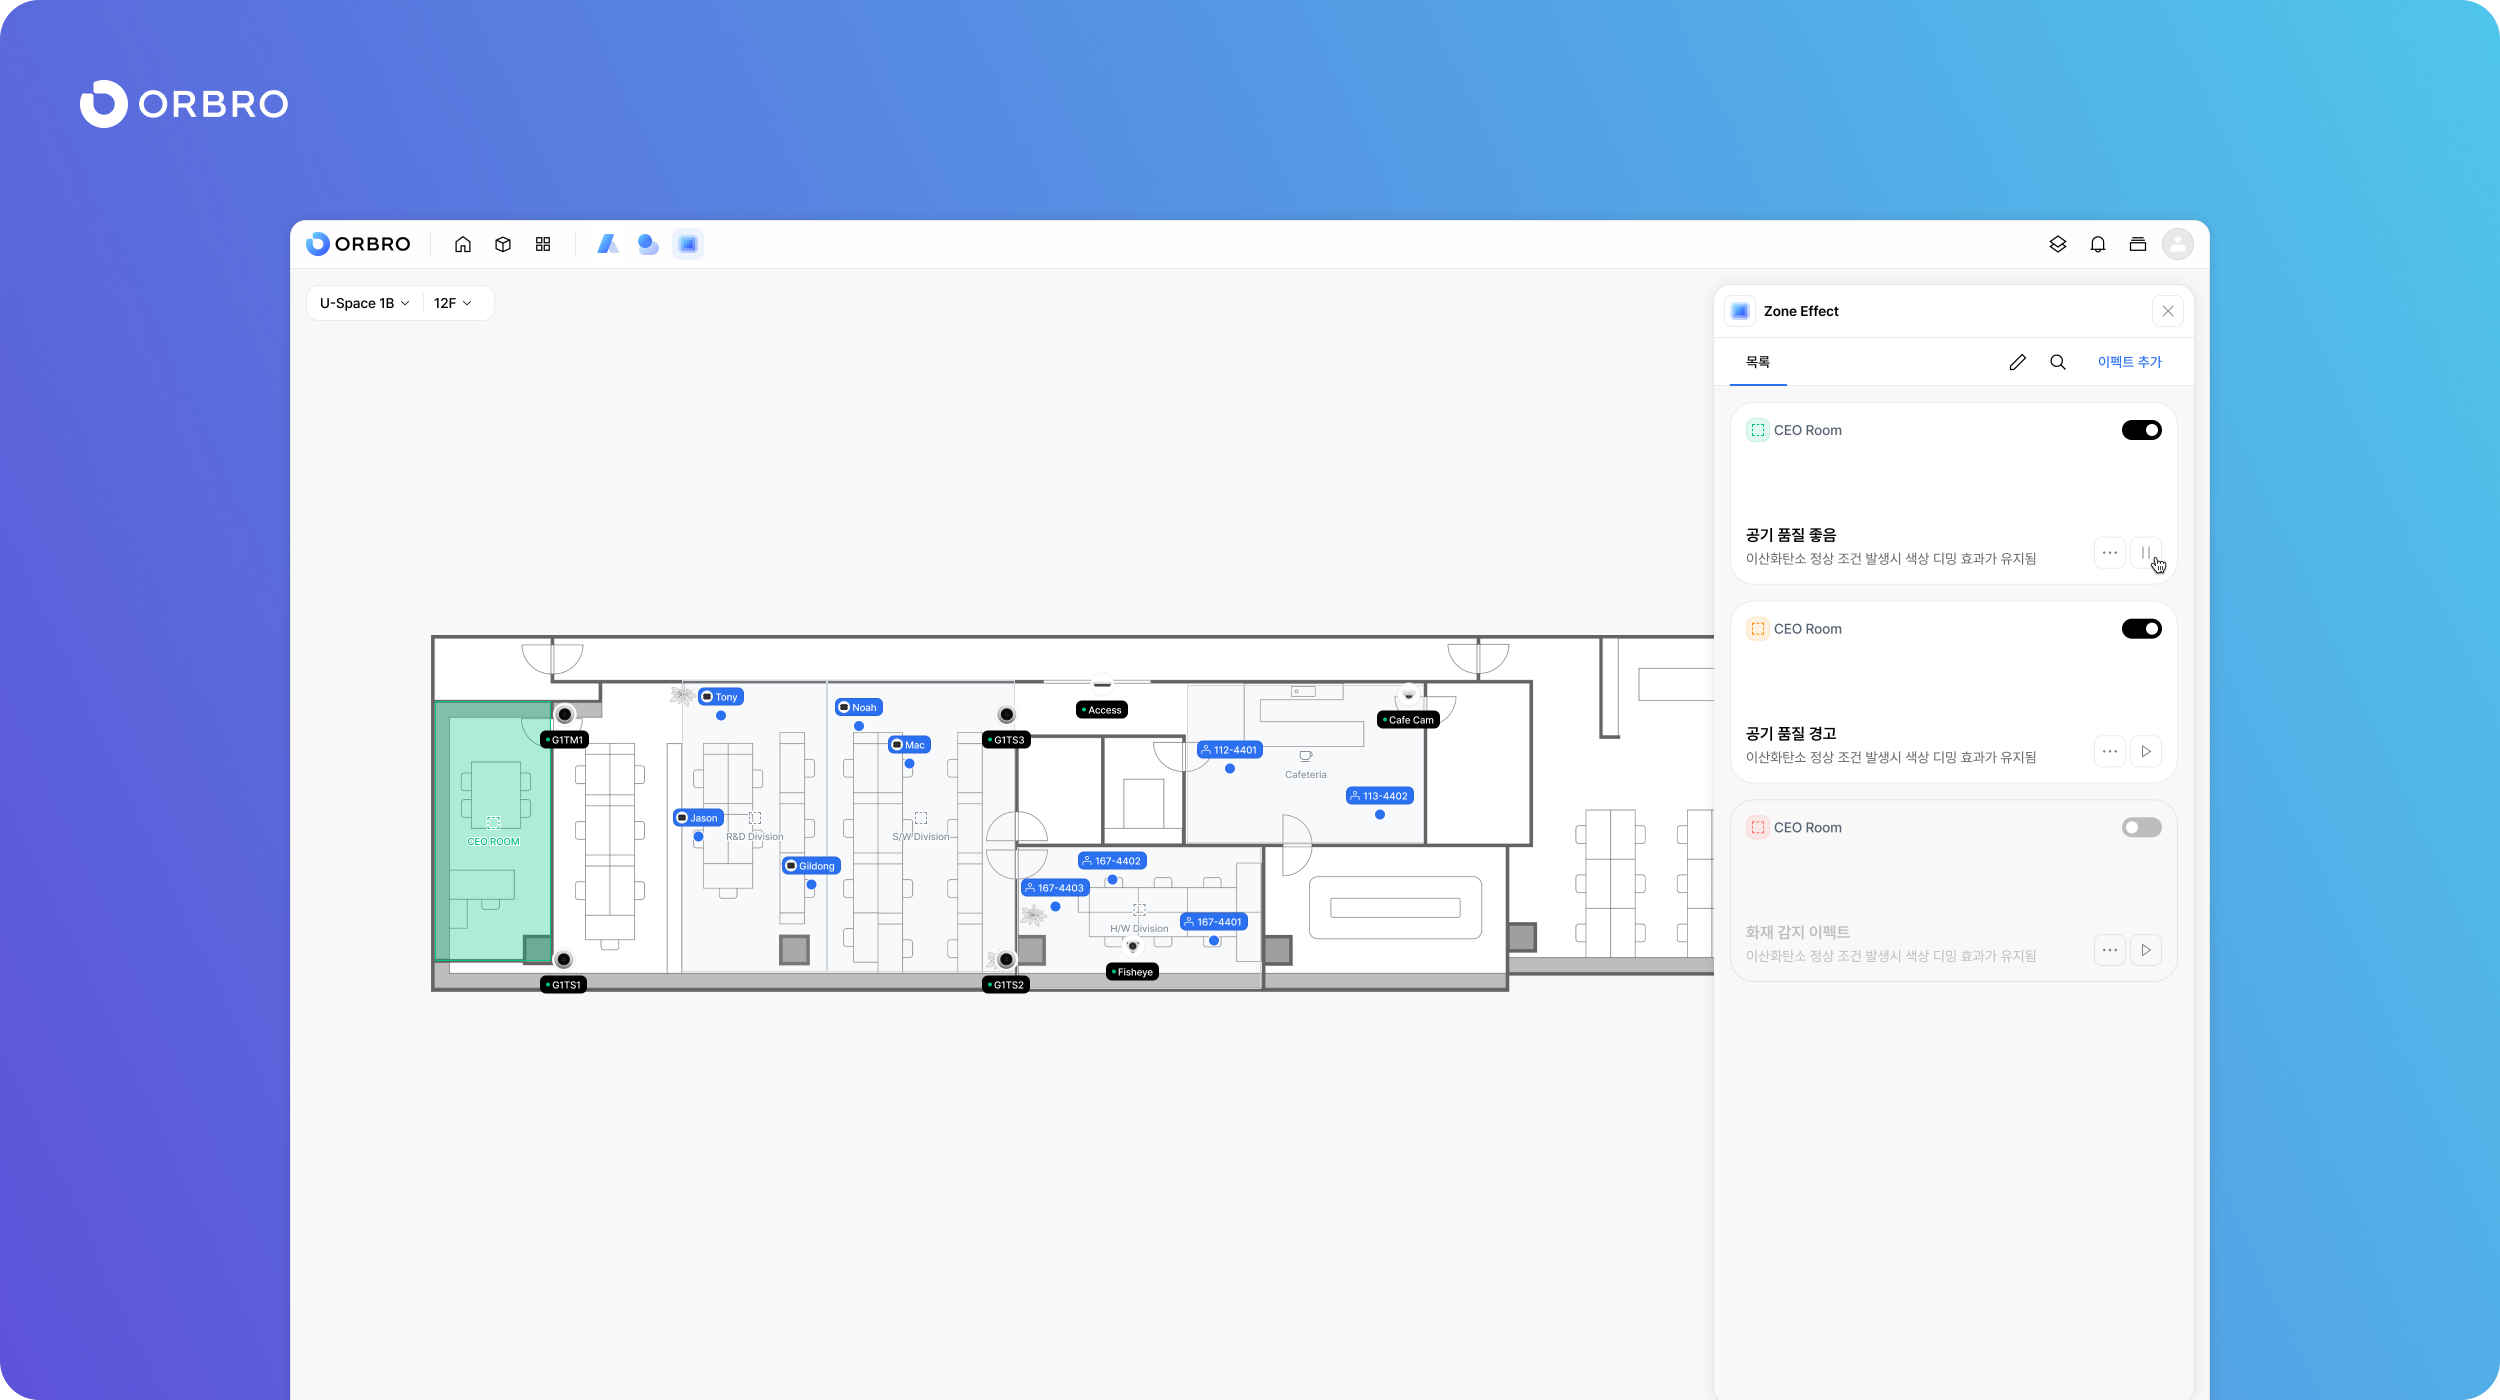 ORBRO
ORBRO
U-Space 1B
12F
Zone Effect
목록
이펙트 추가
CEO Room
공기 품질 좋음
이산화탄소 정상 조건 발생시 색상 디밍 효과가 유지됨
CEO Room
공기 품질 경고
이산화탄소 정상 조건 발생시 색상 디밍 효과가 유지됨
CEO Room
화재 감지 이펙트
이산화탄소 정상 조건 발생시 색상 디밍 효과가 유지됨
Tony
Noah
Access
Cafe Cam
G1TM1
G1TS3
Mac
112-4401
Cafeteria
113-4402
Jason
R&D Division
S/W Division
CEO ROOM
Gildong
167-4402
167-4403
167-4401
H/W Division
Fisheye
G1TS1
G1TS2